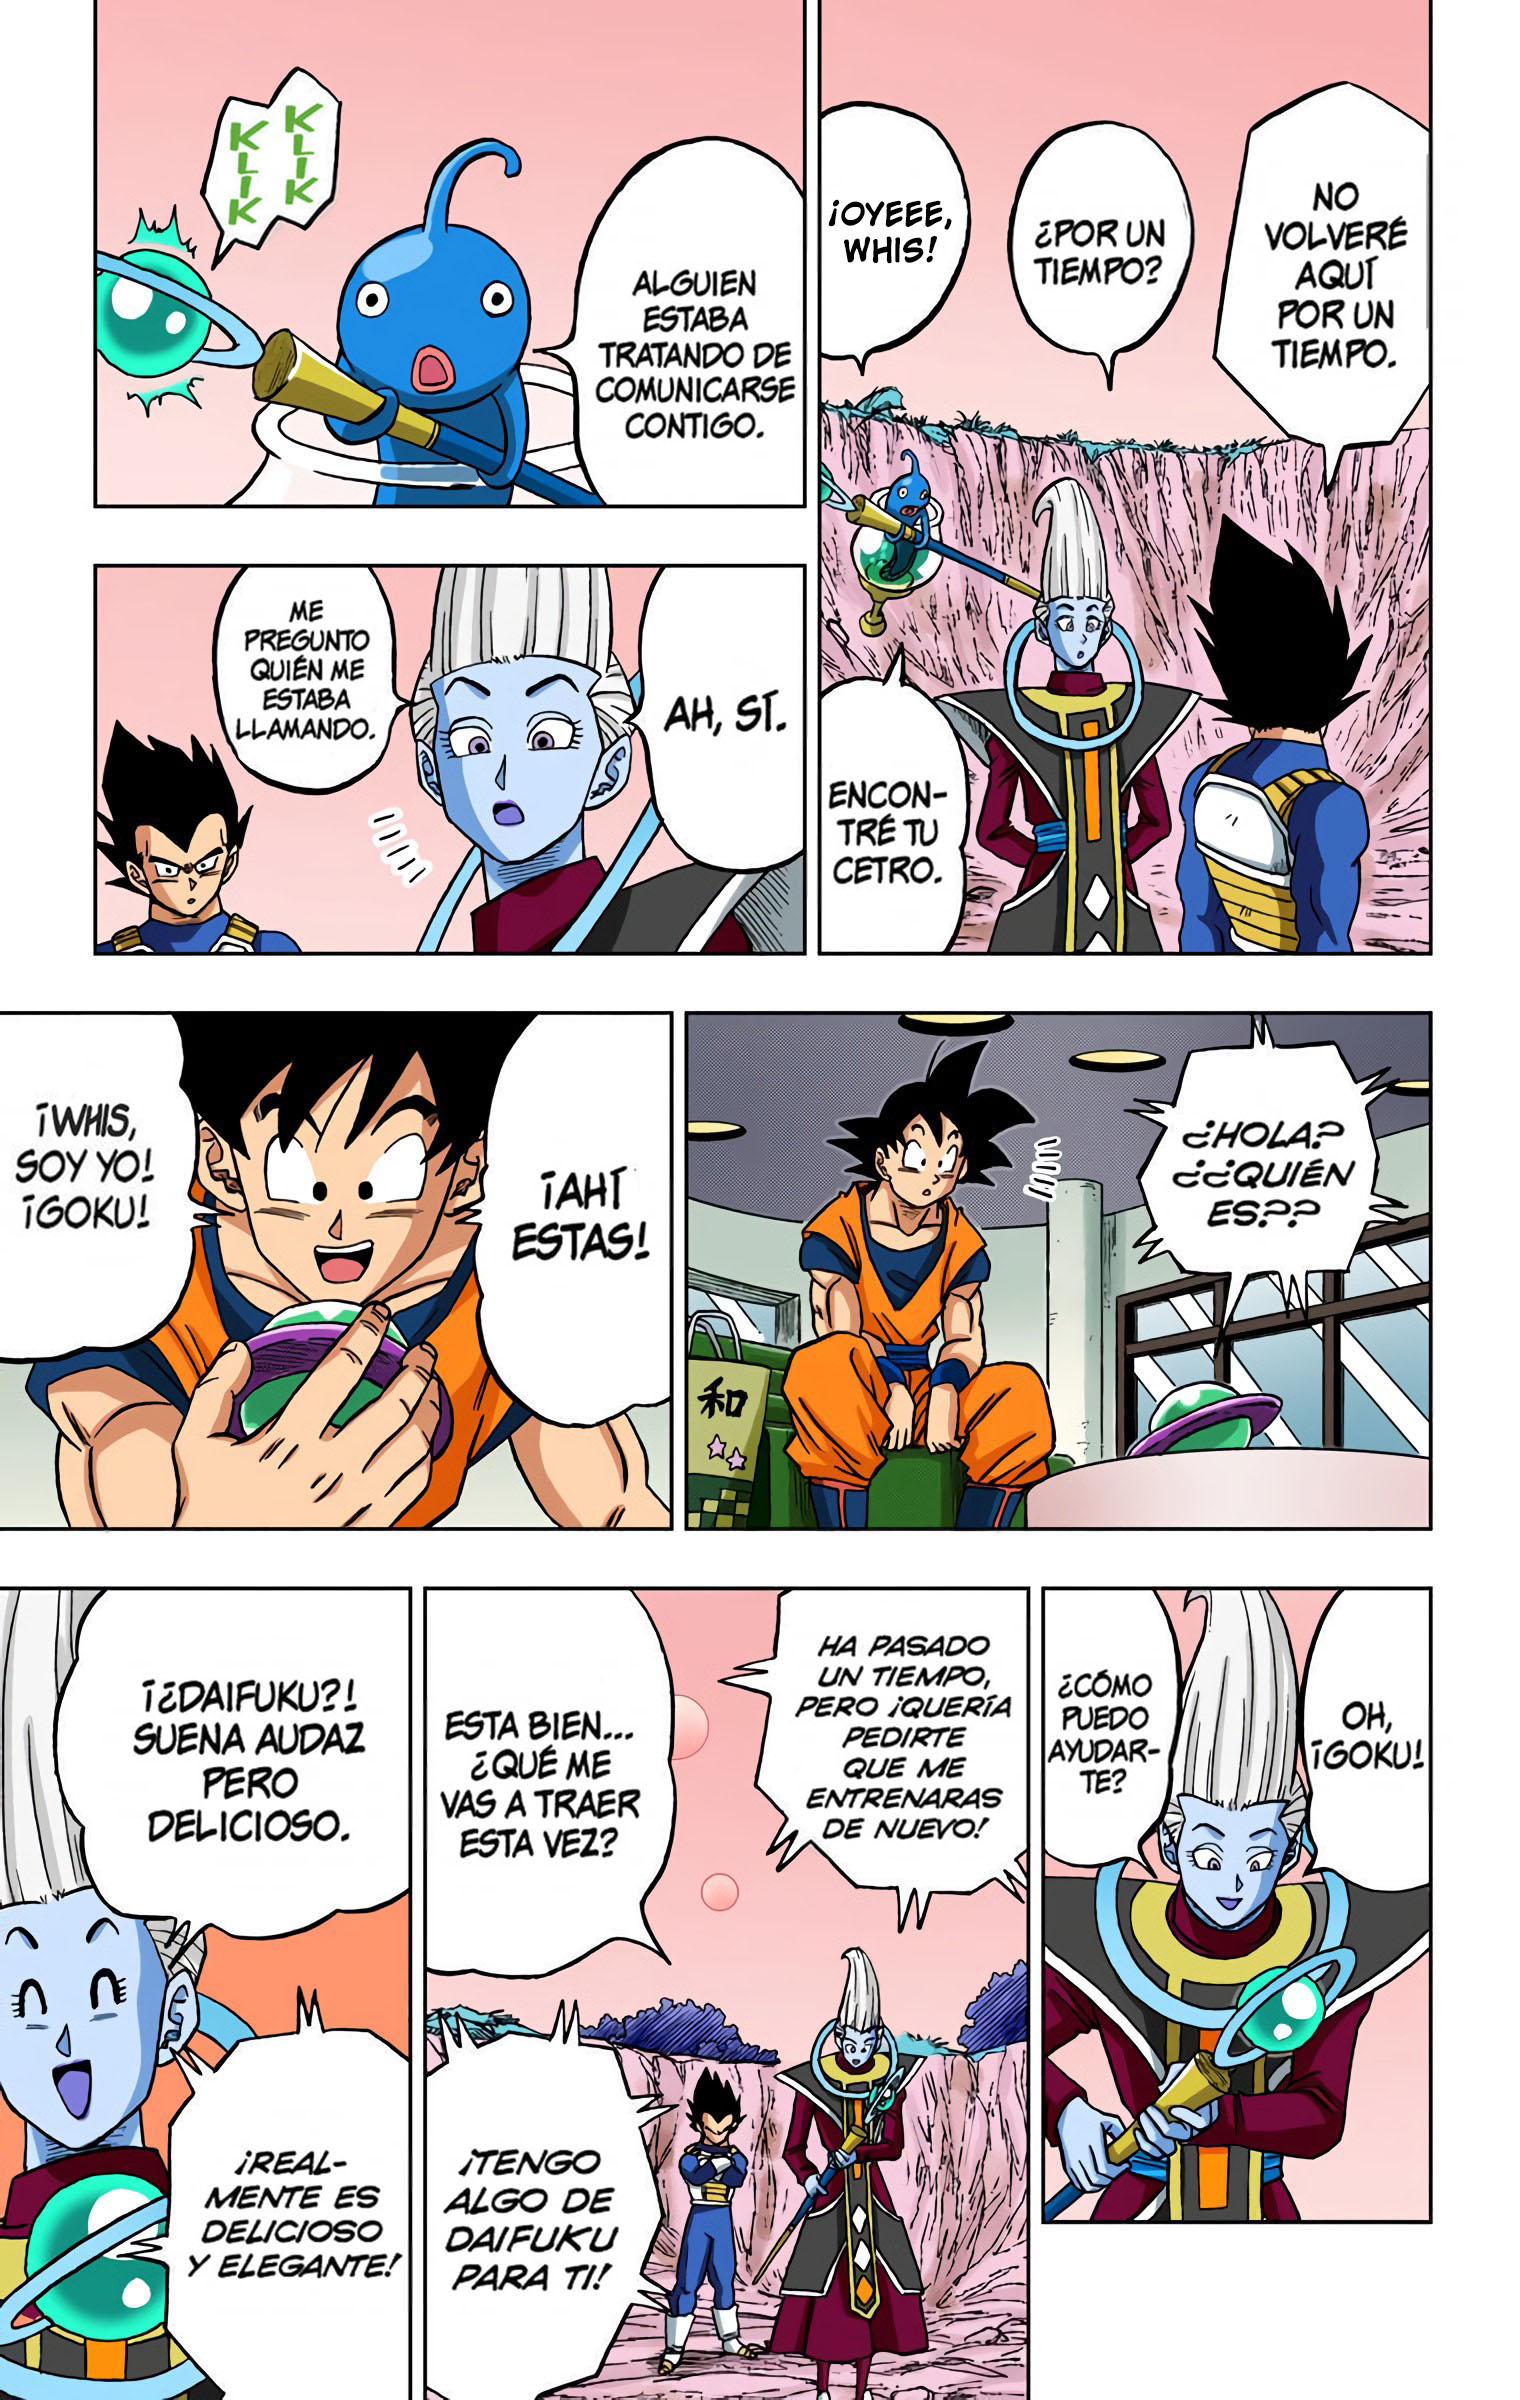 NO
VOLVERÉ
AQUÍ
POR UN
TIEMPO.
¿POR UN
TIEMPO?
¡OYEEE,
WHIS!
ENCON-
TRÉ TU
CETRO.
ALGUIEN
ESTABA
TRATANDO DE
COMUNICARSE
CONTIGO.
KLIK
KLIK
AH, SÍ.
ME
PREGUNTO
QUIÉN ME
ESTABA
LLAMANDO.
¿HOLA?
¿¿QUIÉN
ES??
和
¡AHÍ
ESTAS!
¡WHIS,
SOY YO!
¡GOKU!
OH,
¡GOKU!
¿CÓMO
PUEDO
AYUDAR-
TE?
HA PASADO
UN TIEMPO,
PERO ¡QUERÍA
PEDIRTE
QUE ME
ENTRENARAS
DE NUEVO!
ESTA BIEN...
¿QUÉ ME
VAS A TRAER
ESTA VEZ?
¡TENGO
ALGO DE
DAIFUKU
PARA TI!
¡¿DAIFUKU?!
SUENA AUDAZ
PERO
DELICIOSO.
¡REAL-
MENTE ES
DELICIOSO
Y ELEGANTE!